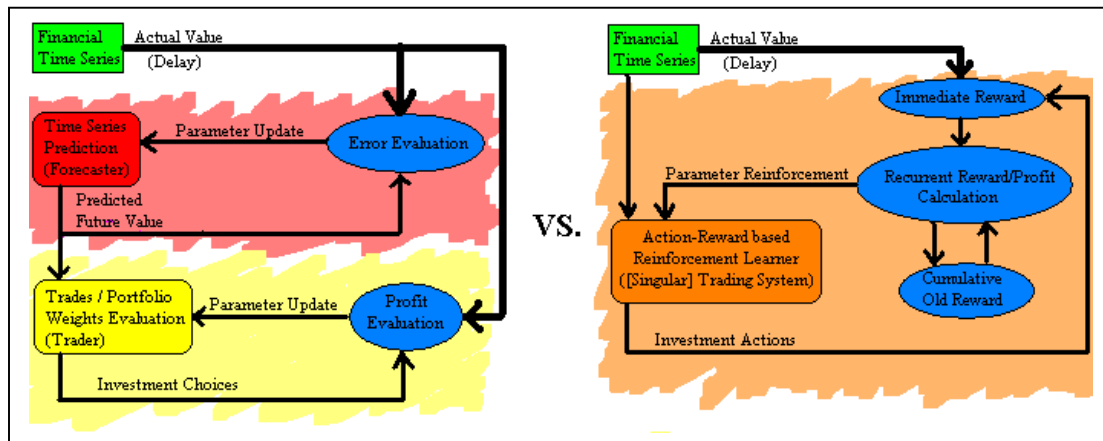 Financial
Time Series
Actual Value
(Delay)
Time Series
Prediction
(Forecaster)
Parameter Update
Error Evaluation
Predicted
Future Value
Trades / Portfolio
Weights Evaluation
(Trader)
Parameter Update
Profit
Evaluation
Investment Choices
VS.
Financial
Time Series
Actual Value
(Delay)
Immediate Reward
Parameter Reinforcement
Recurrent Reward/Profit
Calculation
Action-Reward based
Reinforcement Learner
([Singular] Trading System)
Cumulative
Old Reward
Investment Actions